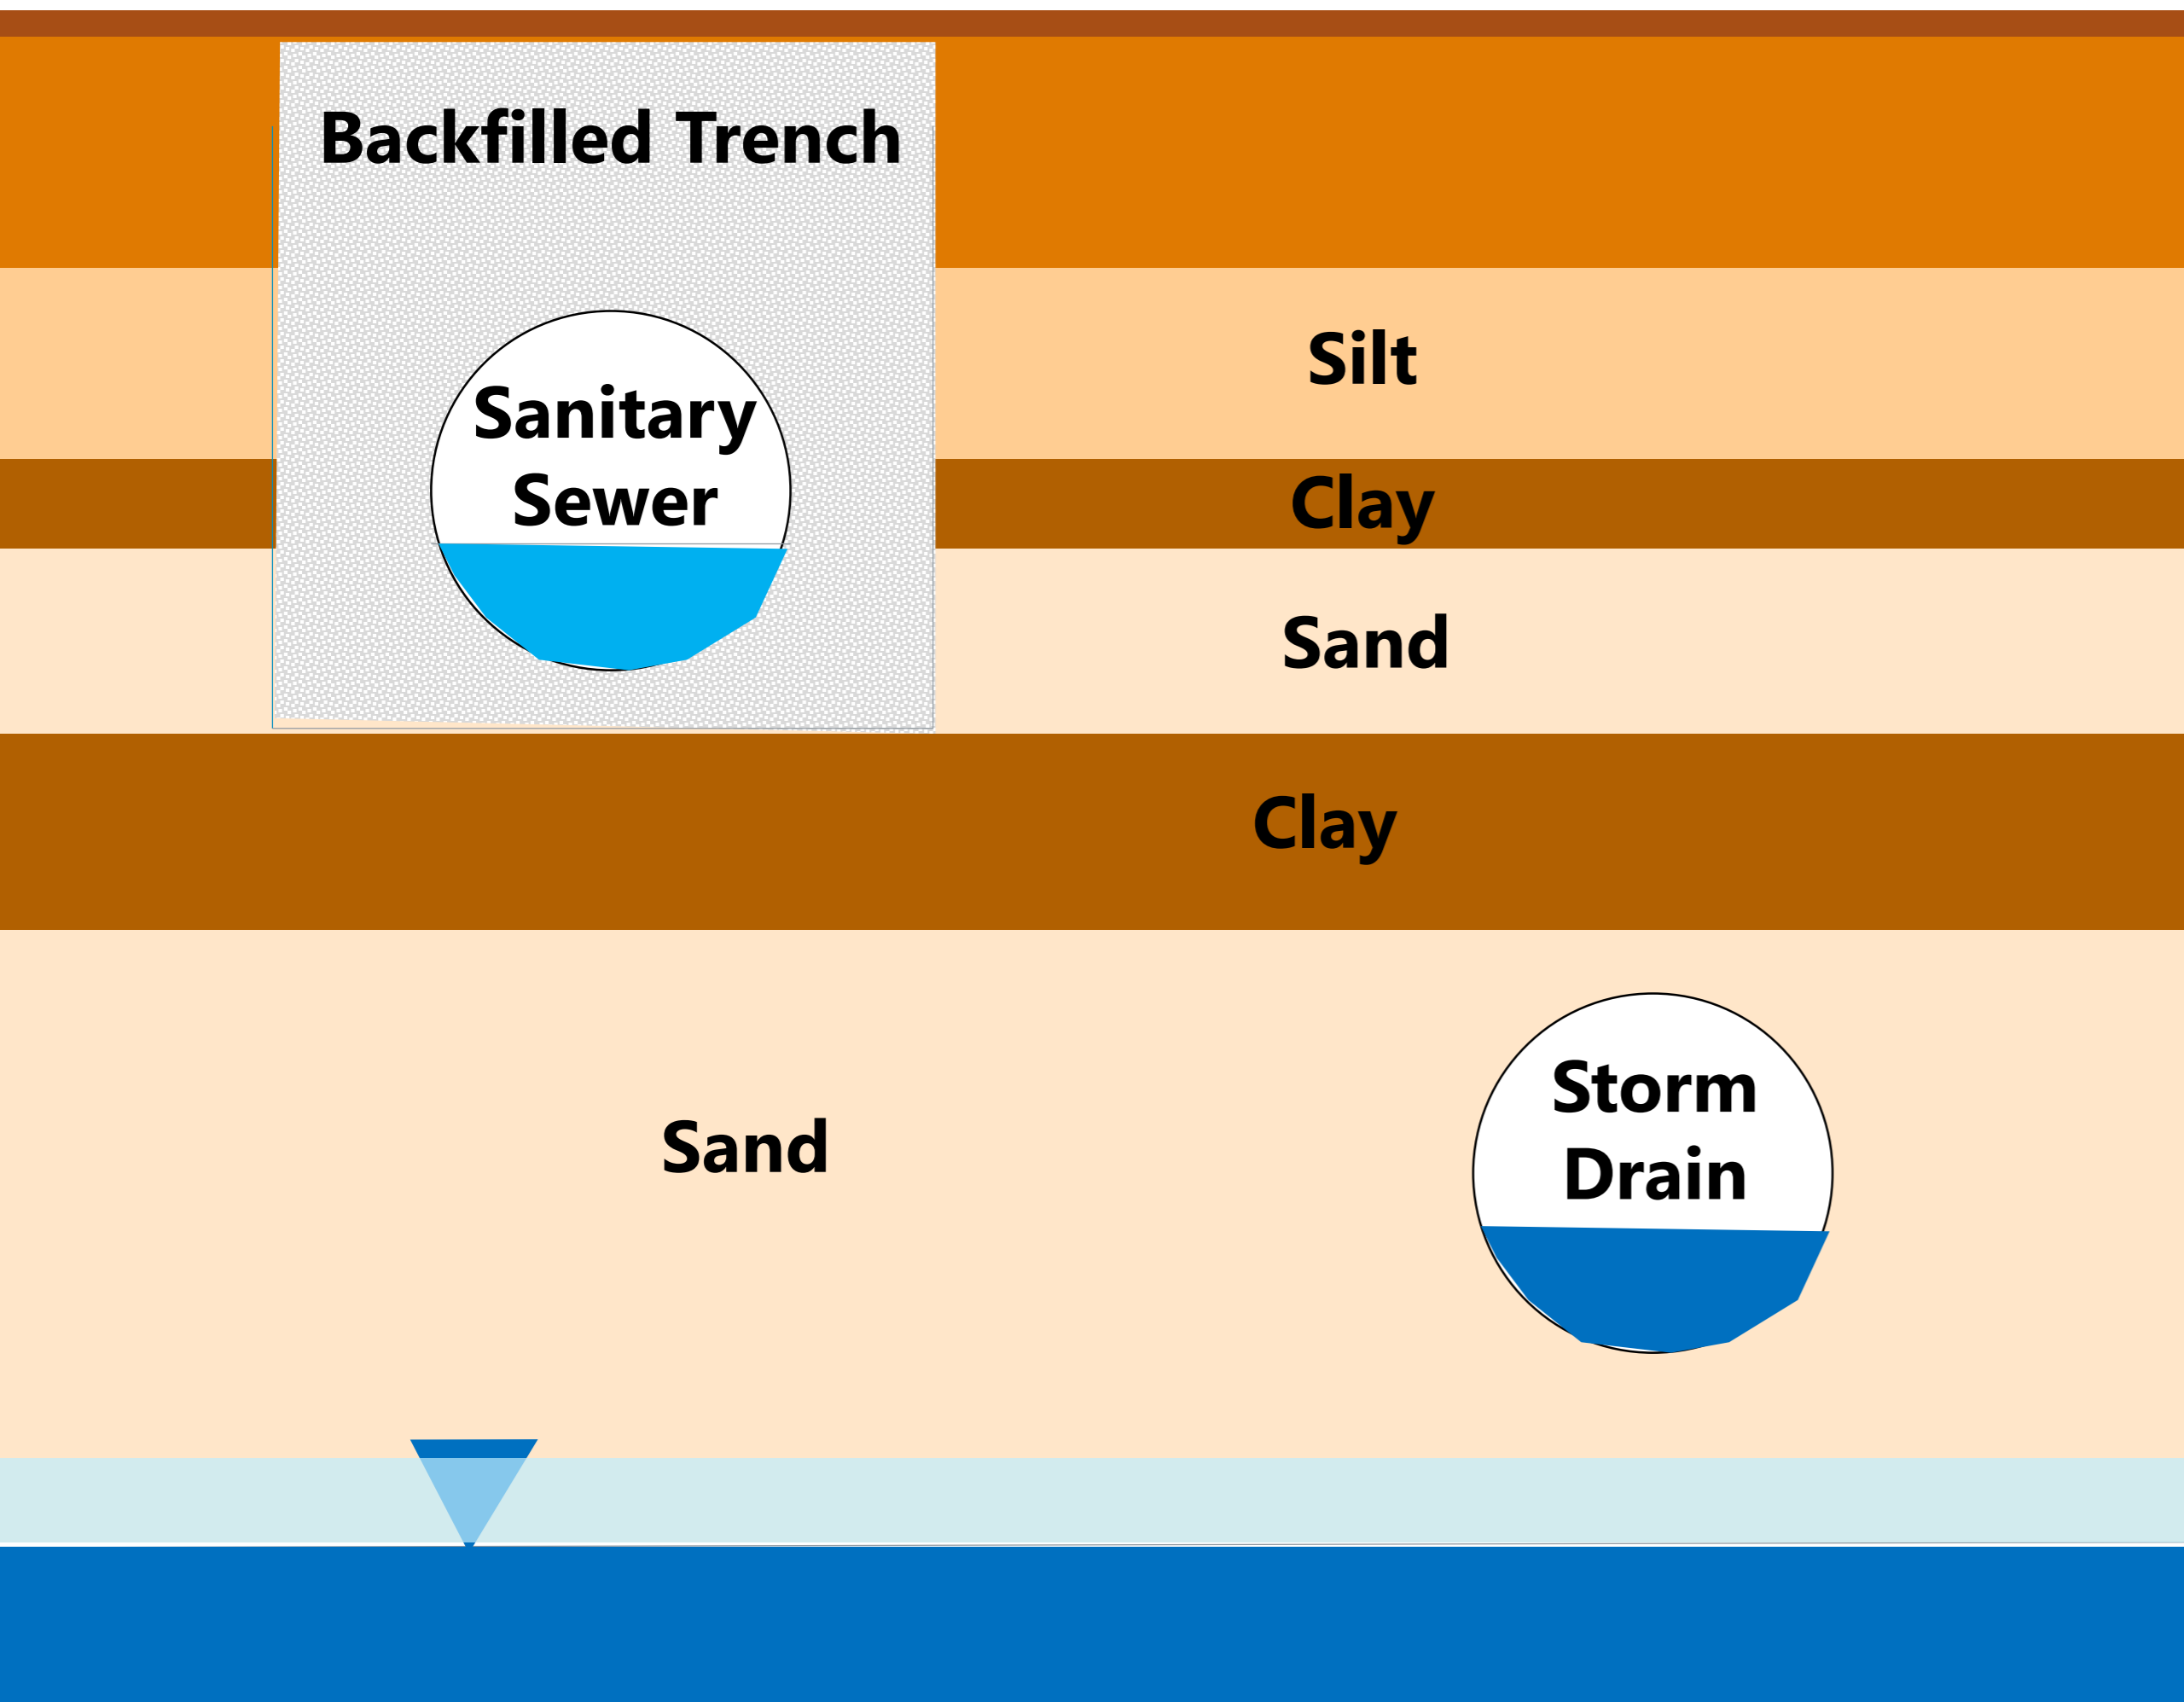 Backfilled Trench
Silt
Sanitary
Sewer
Clay
Sand
Clay
Storm
Drain
Sand